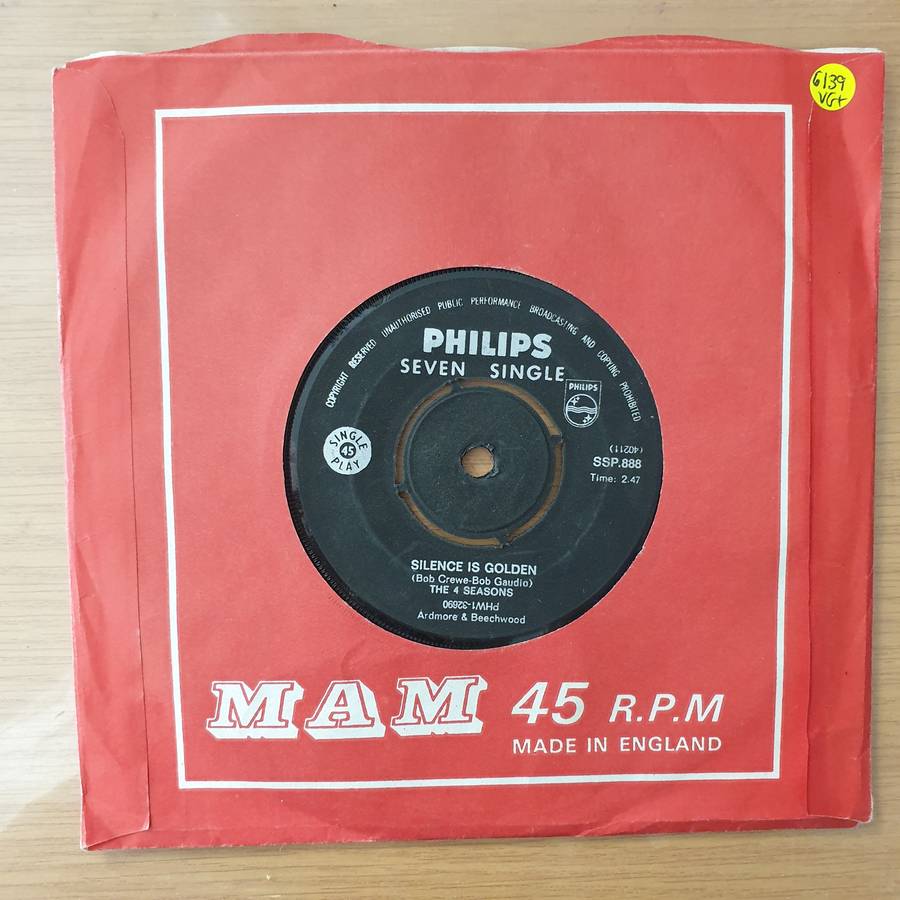 6139
VG+
COPYRIGHT RESERVED UNAUTHORISED PUBLIC PERFORMANCE BROADCASTING AND COPYING PROHIBITED
PHILIPS
SEVEN SINGLE
PHILIPS
SINGLE
45
PLAY
(40211)
SSP.888
Time: 2.47
SILENCE IS GOLDEN
(Bob Crewe-Bob Gaudio)
THE 4 SEASONS
PHW1-32690
Ardmore & Beechwood
MAM 45 R.P.M
MADE IN ENGLAND